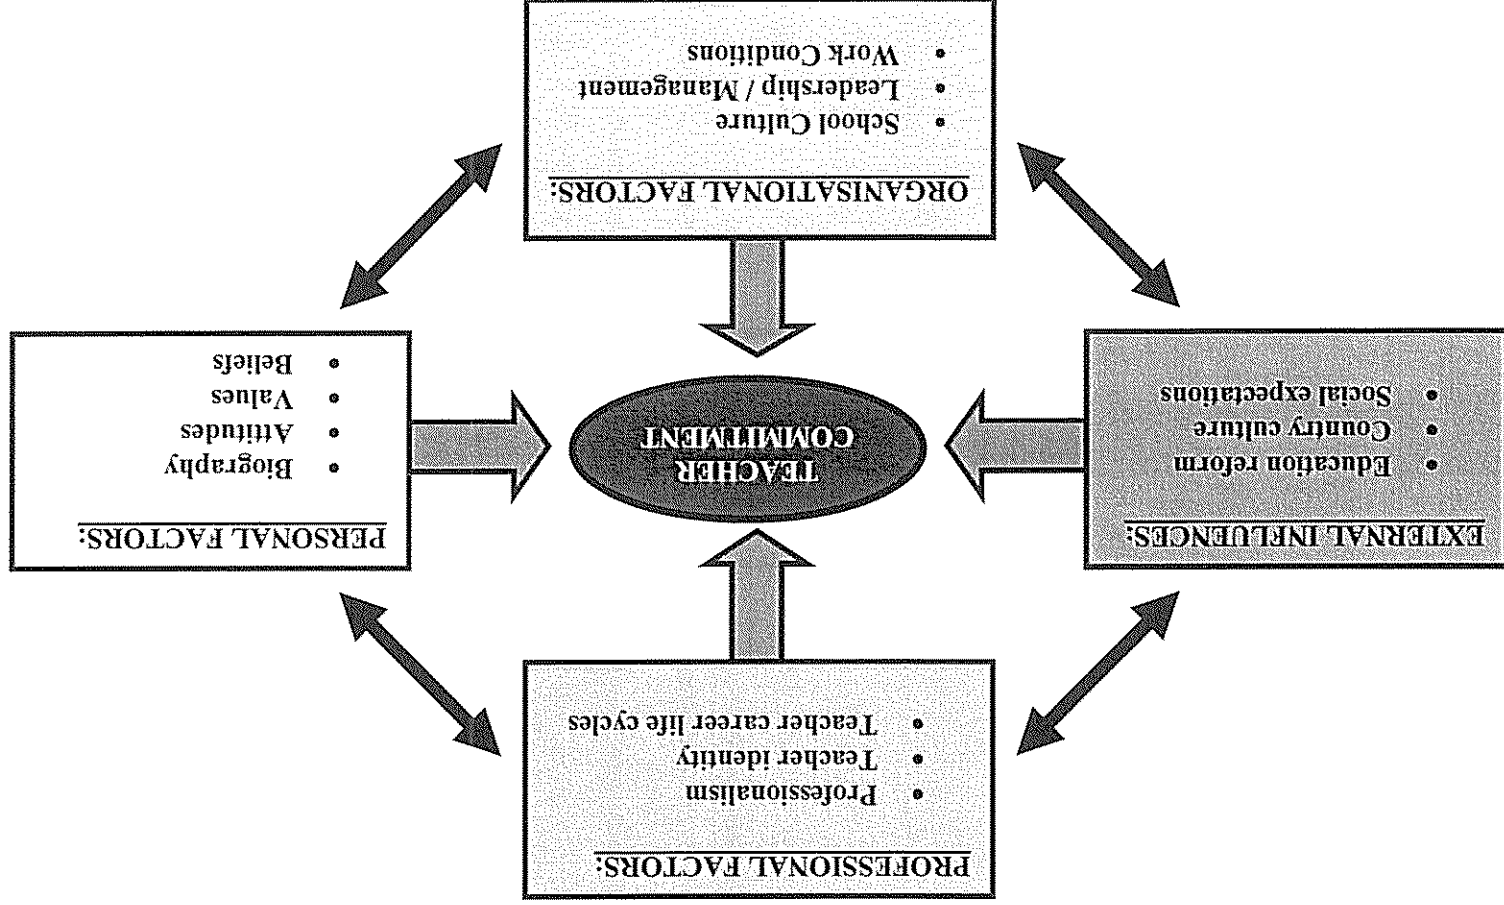 PROFESSIONAL FACTORS:
• Professionalism
• Teacher identity
• Teacher career life cycles
EXTERNAL INFLUENCES:
• Education reform
• Country culture
• Social expectations
TEACHER
COMMITMENT
PERSONAL FACTORS:
• Biography
• Attitudes
• Values
• Beliefs
ORGANISATIONAL FACTORS:
• School Culture
• Leadership / Management
• Work Conditions